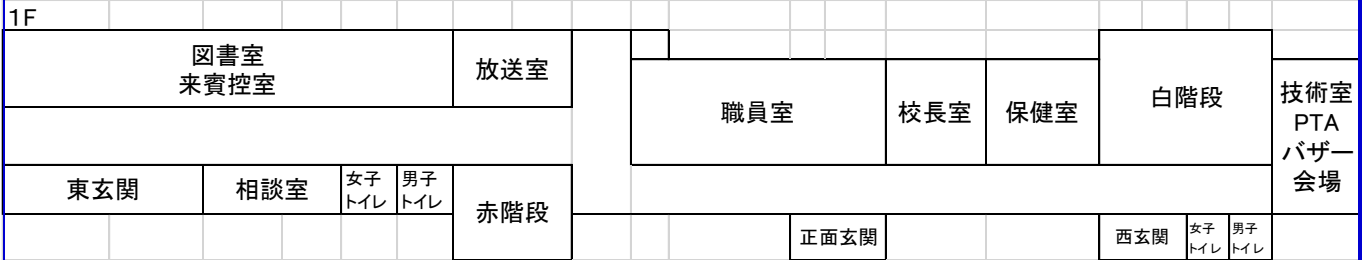 1F
図書室
来賓控室
放送室
職員室
校長室
保健室
白階段
技術室
PTA
バザー
会場
東玄関
相談室
女子
トイレ
男子
トイレ
赤階段
正面玄関
西玄関
女子
トイレ
男子
トイレ